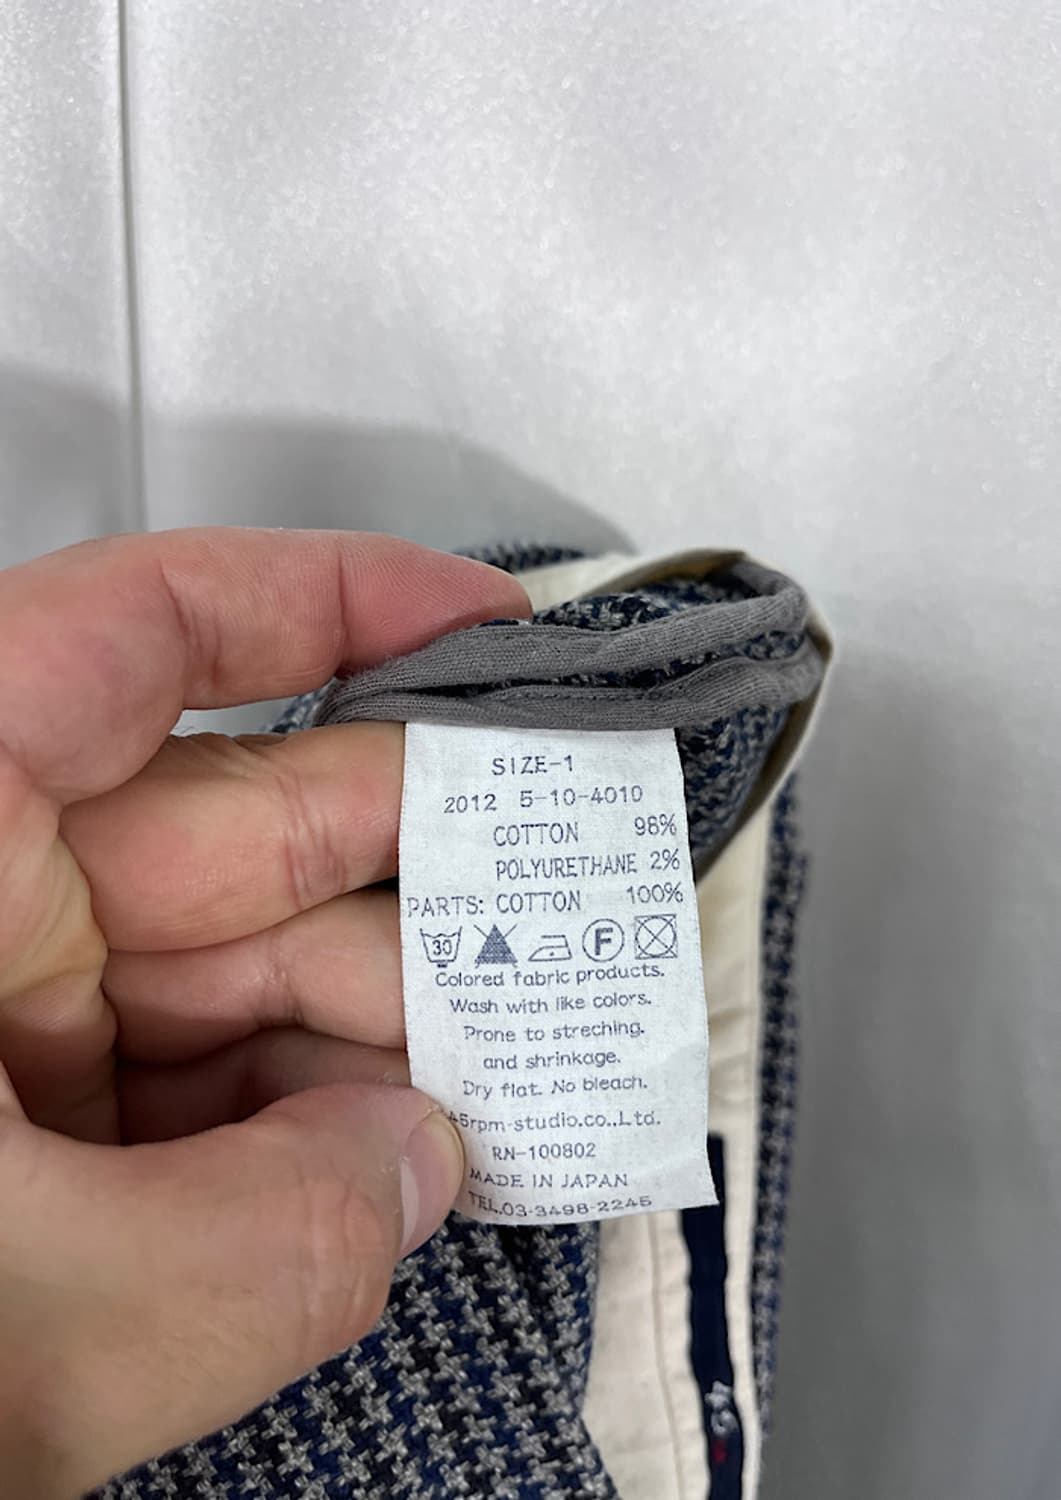 SIZE-1
2012 5-10-4010
COTTON 98%
POLYURETHANE 2%
PARTS: COTTON 100%
30 F
Colored fabric products.
Wash with like colors.
Prone to streching.
and shrinkage.
Dry flat. No bleach.
45rpm-studio.co.,Ltd.
RN-100802
MADE IN JAPAN
TEL.03-3498-2245
45